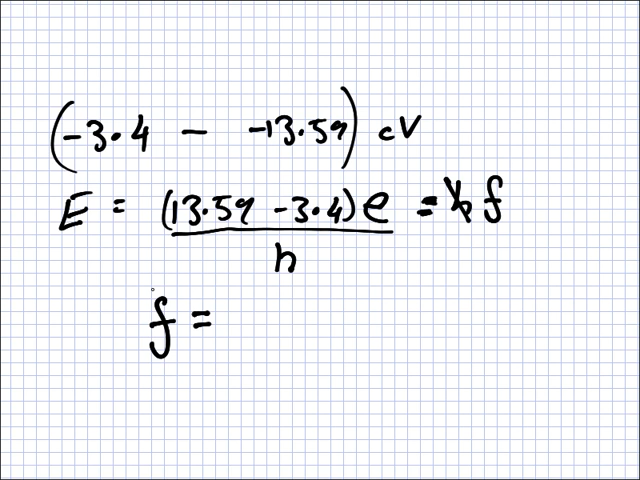 (-3.4 - -13.59) eV
E = (13.59 - 3.4)e / h = hf
f =